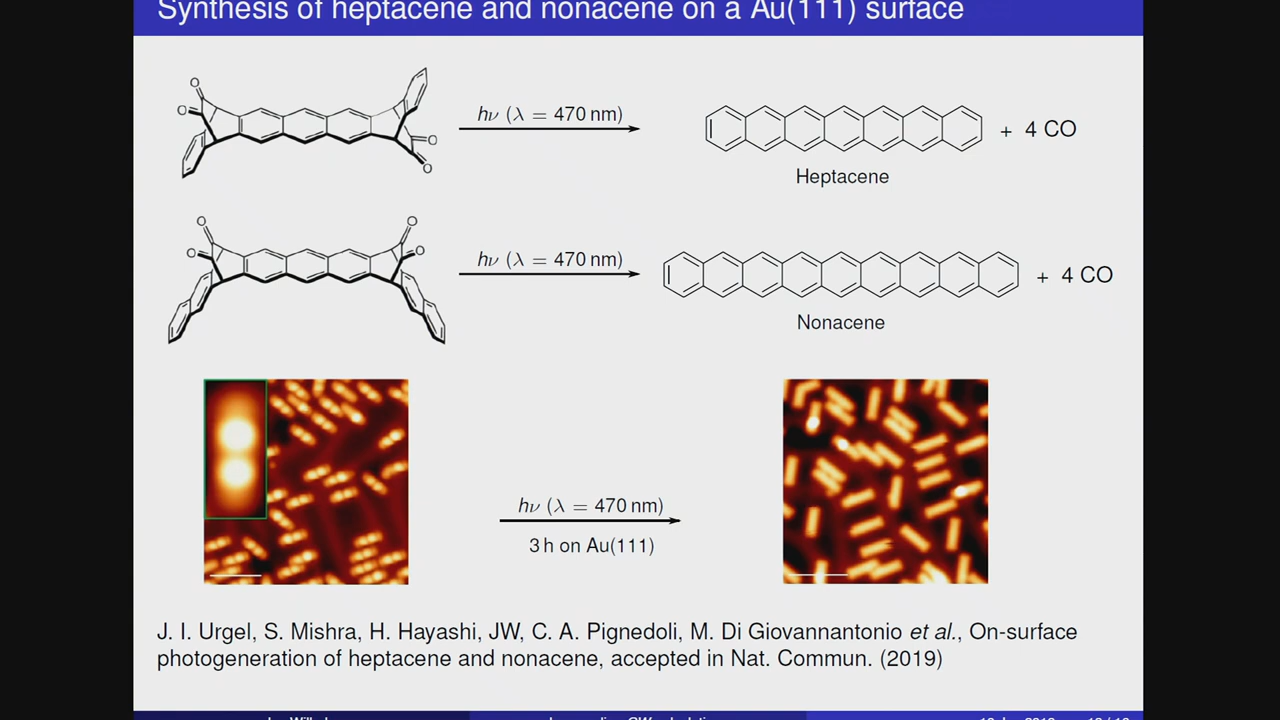 Synthesis of heptacene and nonacene on a Au(111) surface
O
O
O
O
hν (λ = 470 nm)
+ 4 CO
Heptacene
O
O
O
O
hν (λ = 470 nm)
+ 4 CO
Nonacene
hν (λ = 470 nm)
3 h on Au(111)
J. I. Urgel, S. Mishra, H. Hayashi, JW, C. A. Pignedoli, M. Di Giovannantonio et al., On-surface
photogeneration of heptacene and nonacene, accepted in Nat. Commun. (2019)